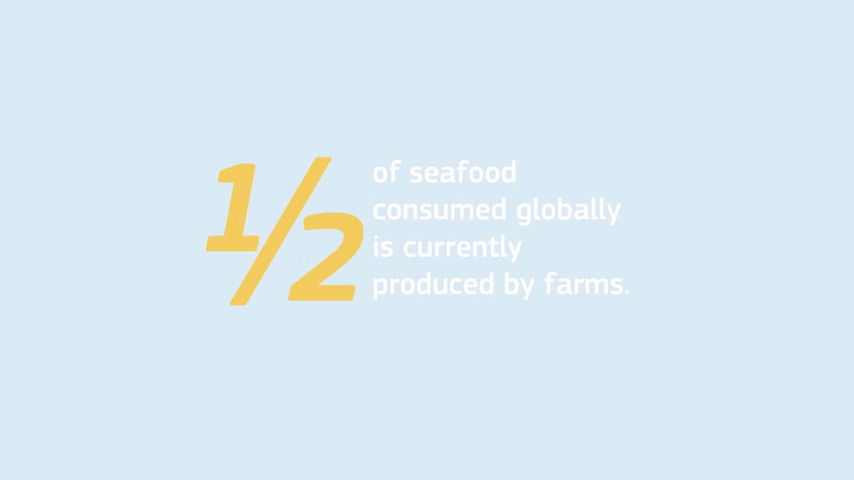 1/2
of seafood
consumed globally
is currently
produced by farms.